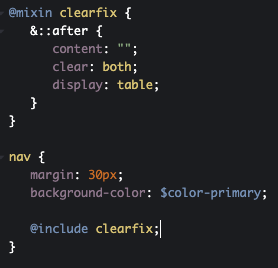 @mixin clearfix {
&::after {
content: "";
clear: both;
display: table;
}
}
nav {
margin: 30px;
background-color: $color-primary;
@include clearfix;
}